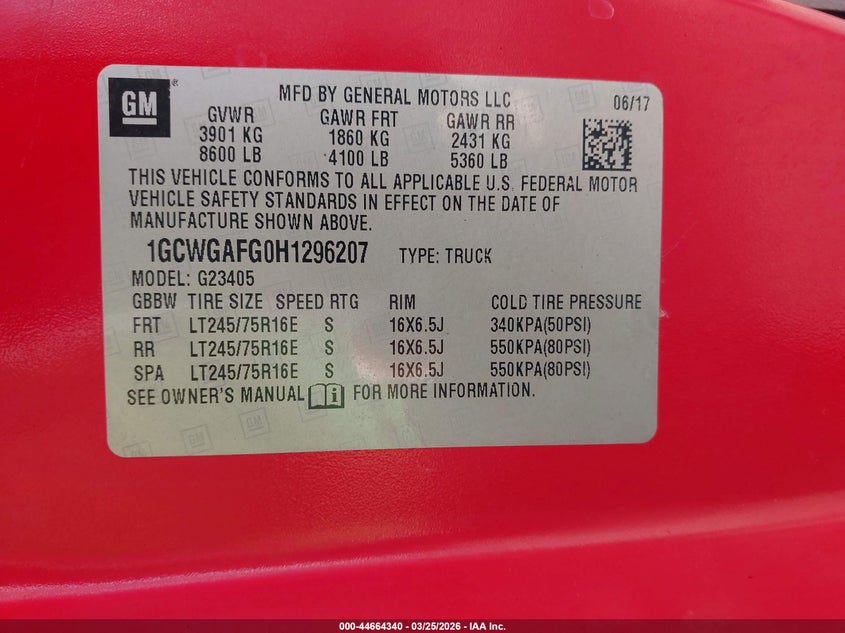 GM
®
MFD BY GENERAL MOTORS LLC
06/17
GVWR GAWR FRT GAWR RR
3901 KG 1860 KG 2431 KG
8600 LB 4100 LB 5360 LB
THIS VEHICLE CONFORMS TO ALL APPLICABLE U.S. FEDERAL MOTOR
VEHICLE SAFETY STANDARDS IN EFFECT ON THE DATE OF
MANUFACTURE SHOWN ABOVE.
1GCWGAFG0H1296207 TYPE: TRUCK
MODEL: G23405
GBBW TIRE SIZE SPEED RTG RIM COLD TIRE PRESSURE
FRT LT245/75R16E S 16X6.5J 340KPA(50PSI)
RR LT245/75R16E S 16X6.5J 550KPA(80PSI)
SPA LT245/75R16E S 16X6.5J 550KPA(80PSI)
SEE OWNER'S MANUAL FOR MORE INFORMATION.
000-44664340 | 03/25/2026 - IAA Inc.